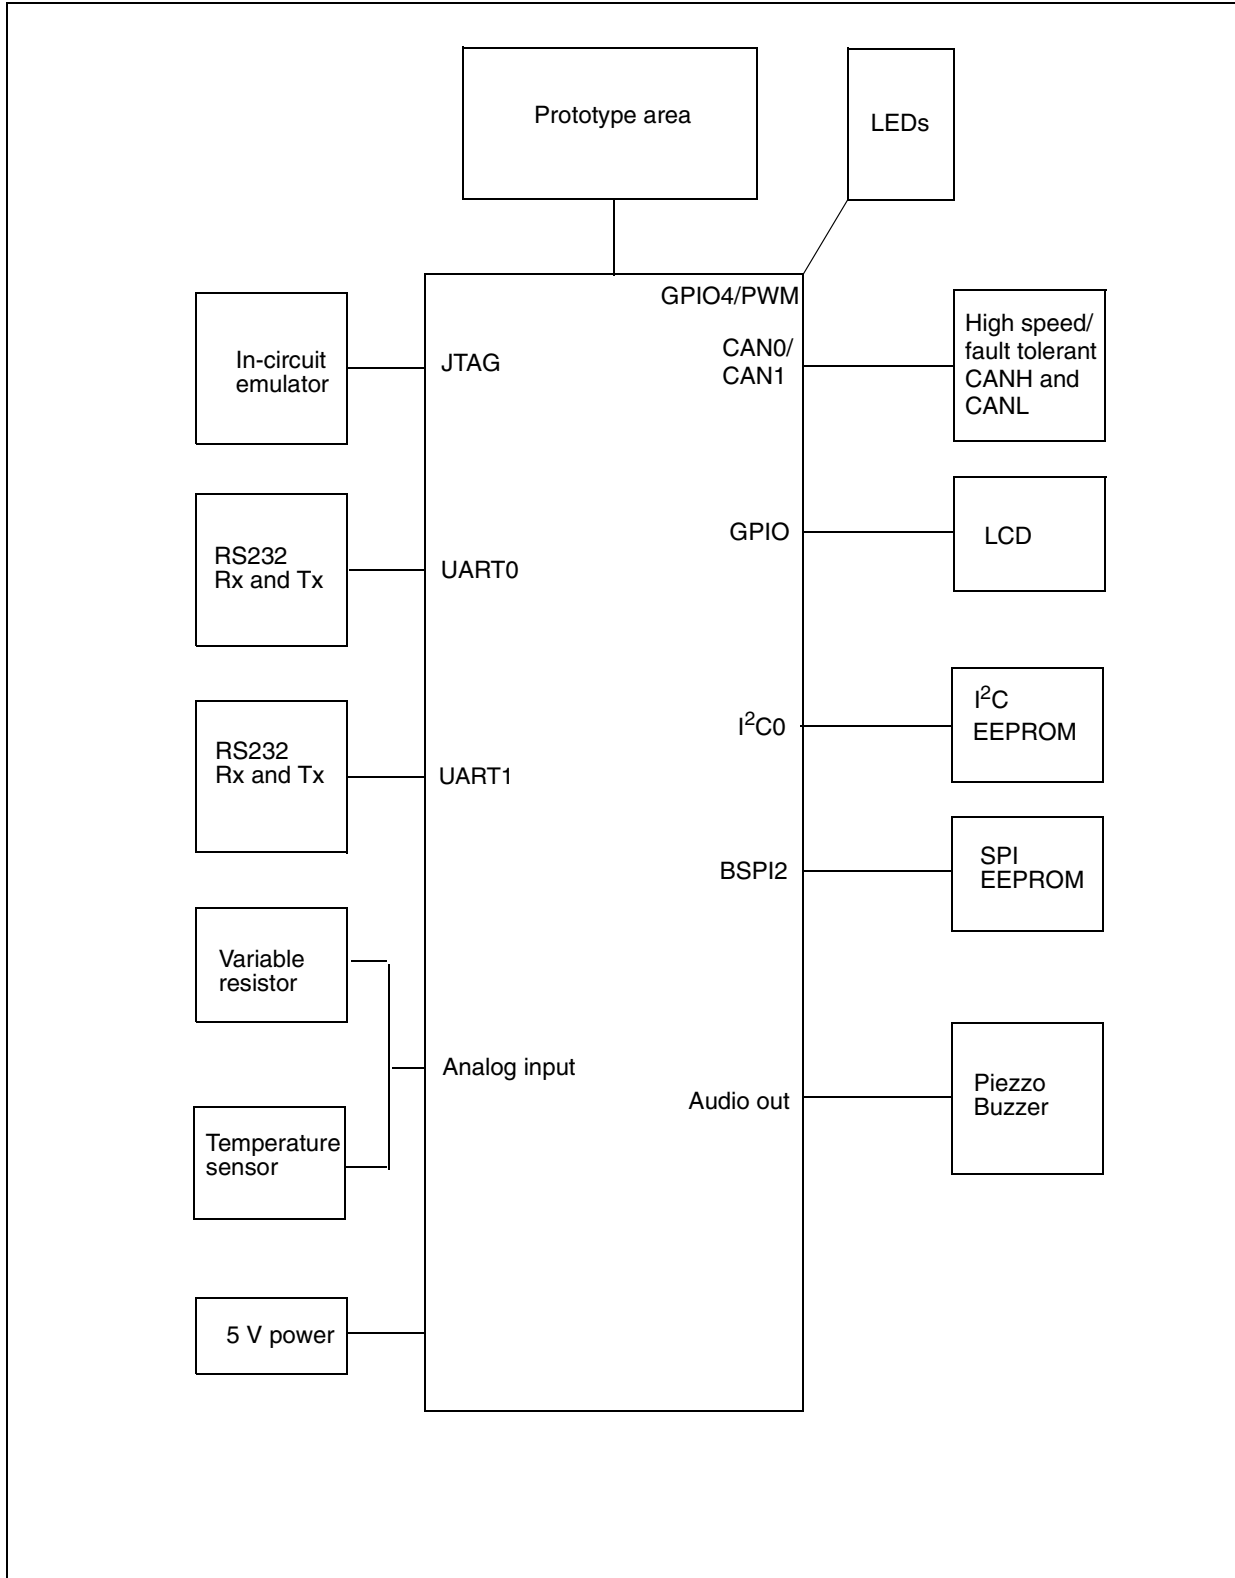 Prototype area
LEDs
GPIO4/PWM
In-circuit
emulator
JTAG
CAN0/
CAN1
High speed/
fault tolerant
CANH and
CANL
RS232
Rx and Tx
UART0
GPIO
LCD
RS232
Rx and Tx
UART1
I²C0
I²C
EEPROM
BSPI2
SPI
EEPROM
Variable
resistor
Analog input
Temperature
sensor
Audio out
Piezzo
Buzzer
5 V power